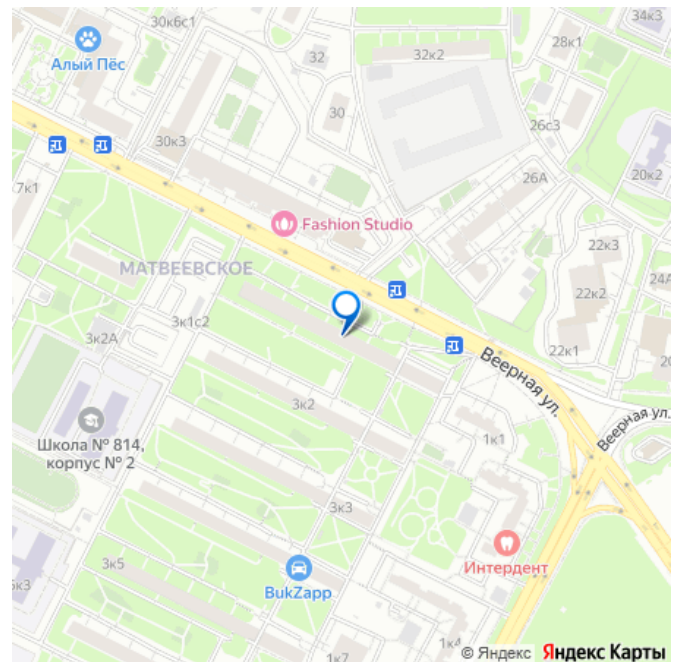 30к6с1
34к3
32к2
28к1
32
Алый Пёс
30
30к3
26с3
26А
20к2
7к1
Fashion Studio
22к3
МАТВЕЕВСКОЕ
24А
22к2
3к1с2
3к2А
22к1
Веерная ул.
3к2
Веерная ул.
Школа № 814,
корпус № 2
1к1
3к3
Интердент
3к5
BukZapp
1к4
1к7
© Яндекс Яндекс Карты